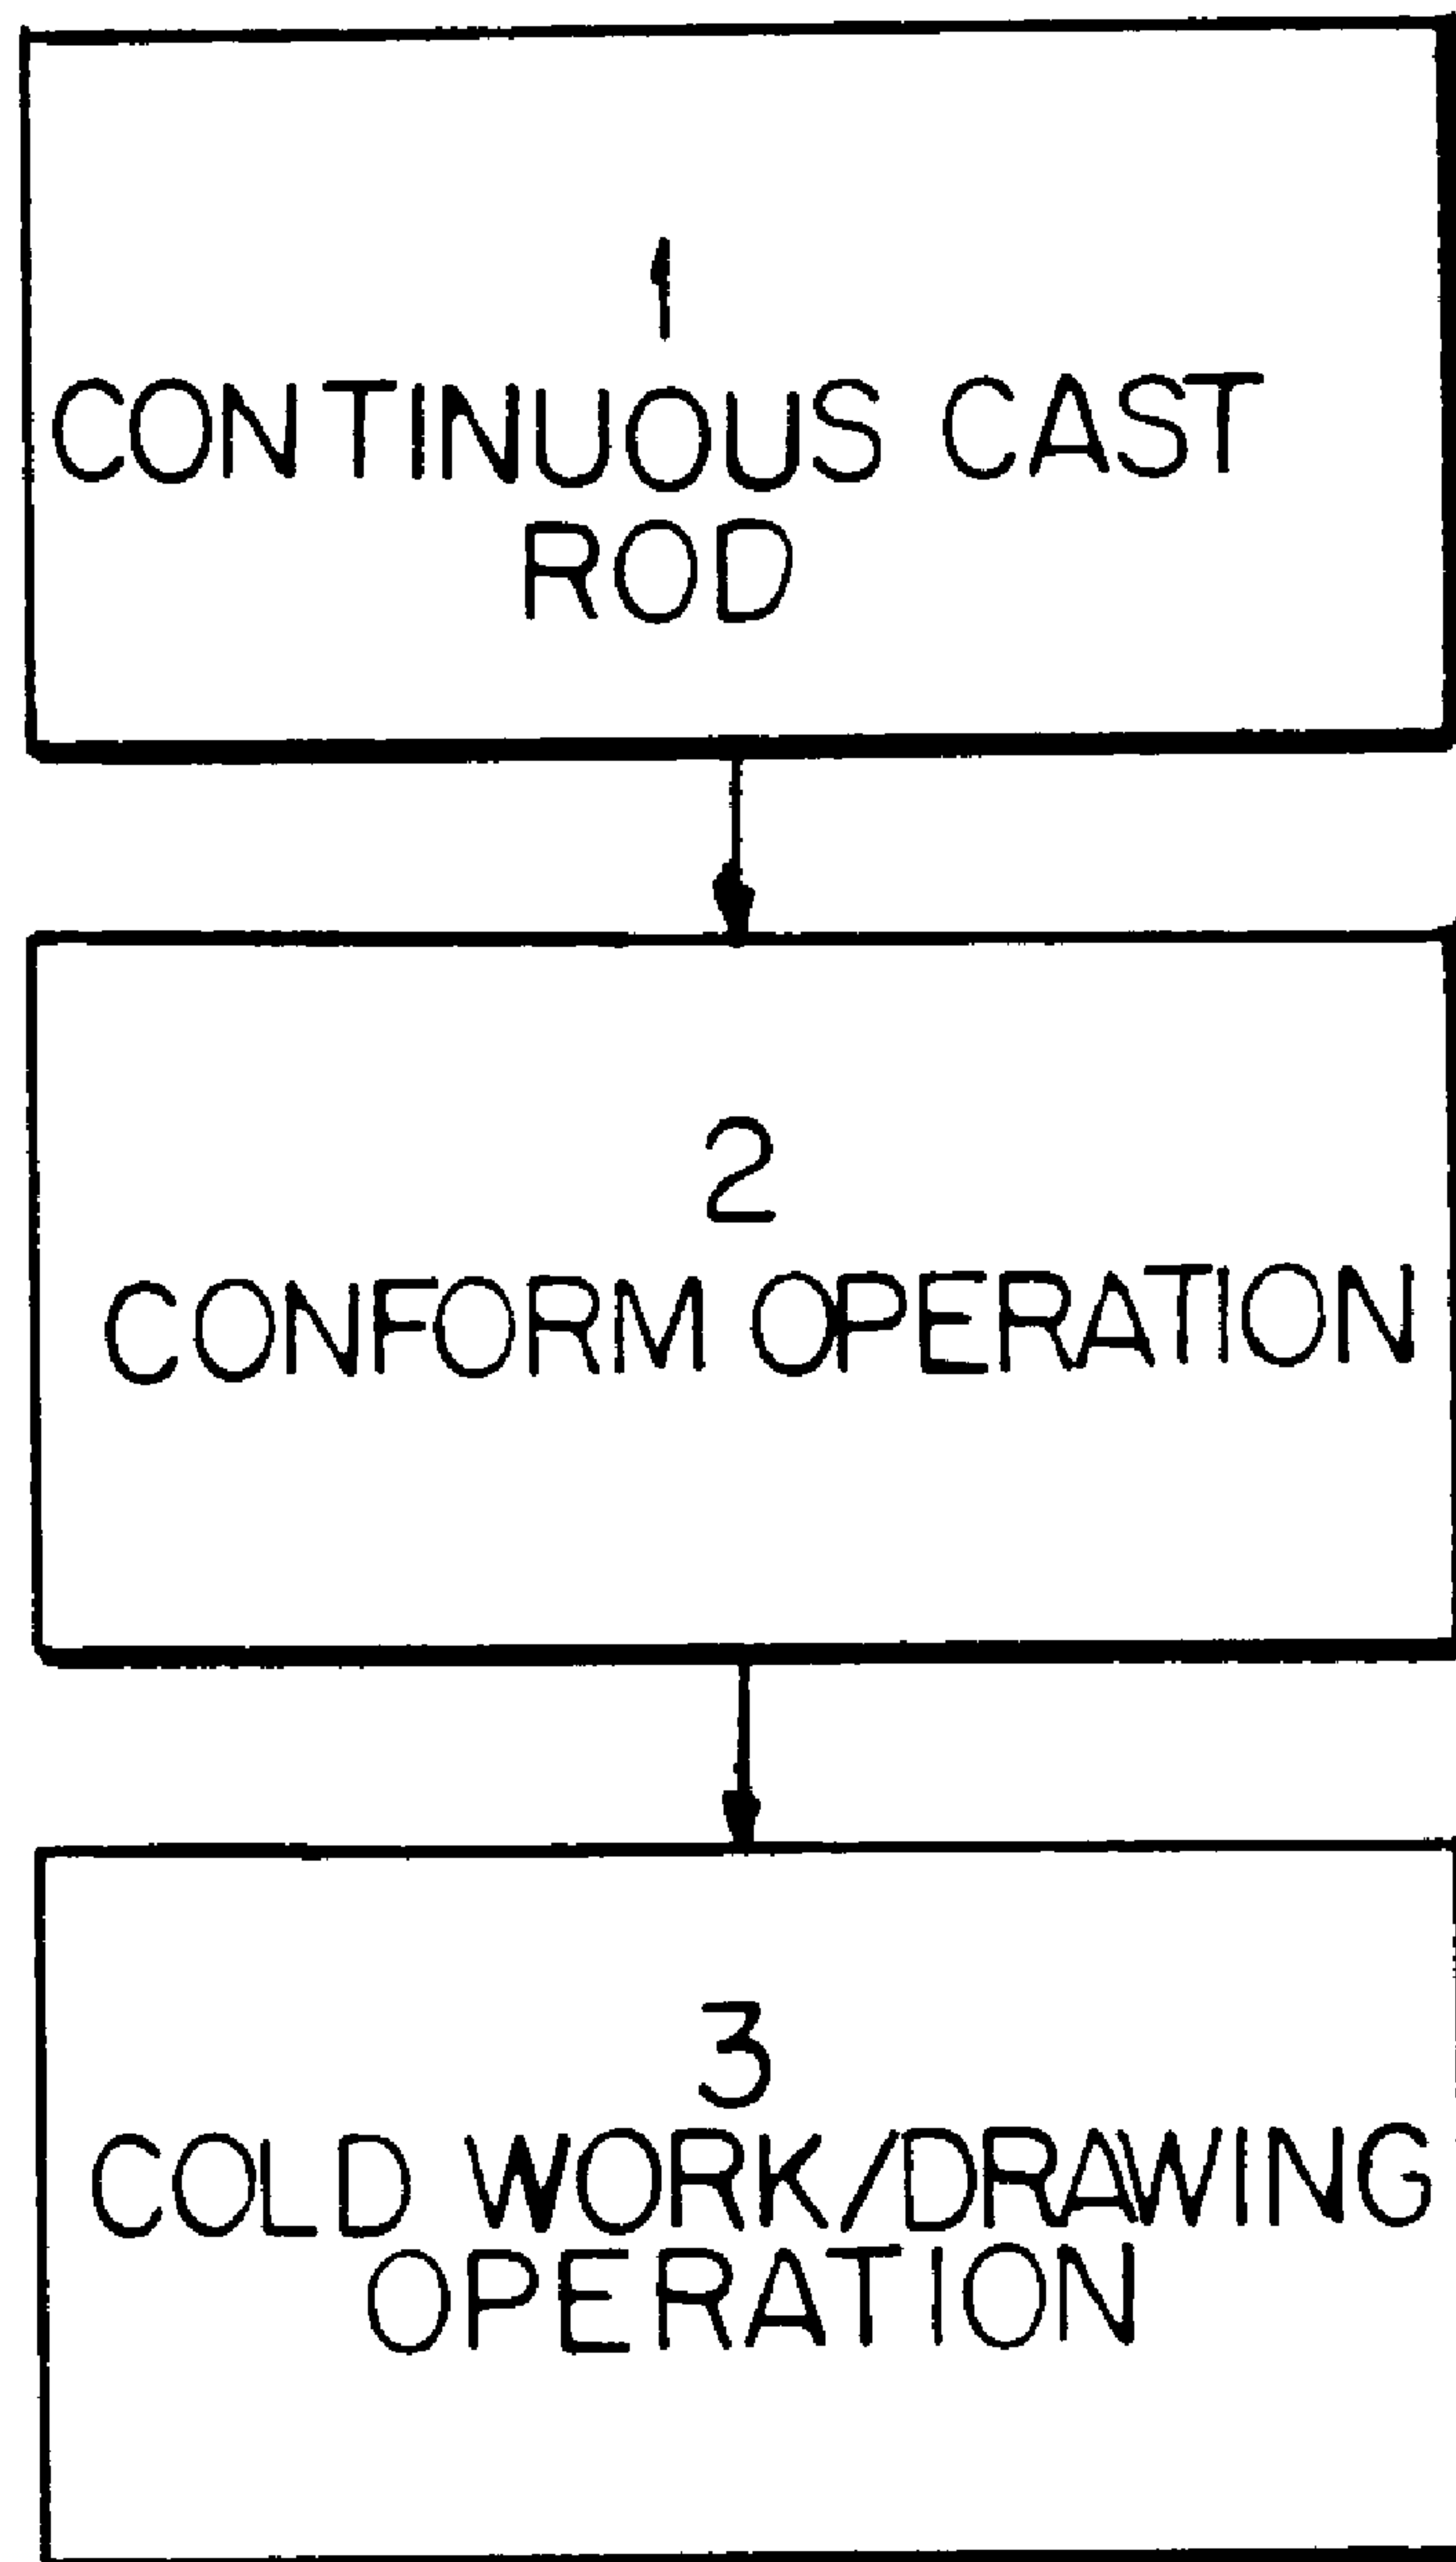 1
CONTINUOUS CAST
ROD
2
CONFORM OPERATION
3
COLD WORK/DRAWING
OPERATION